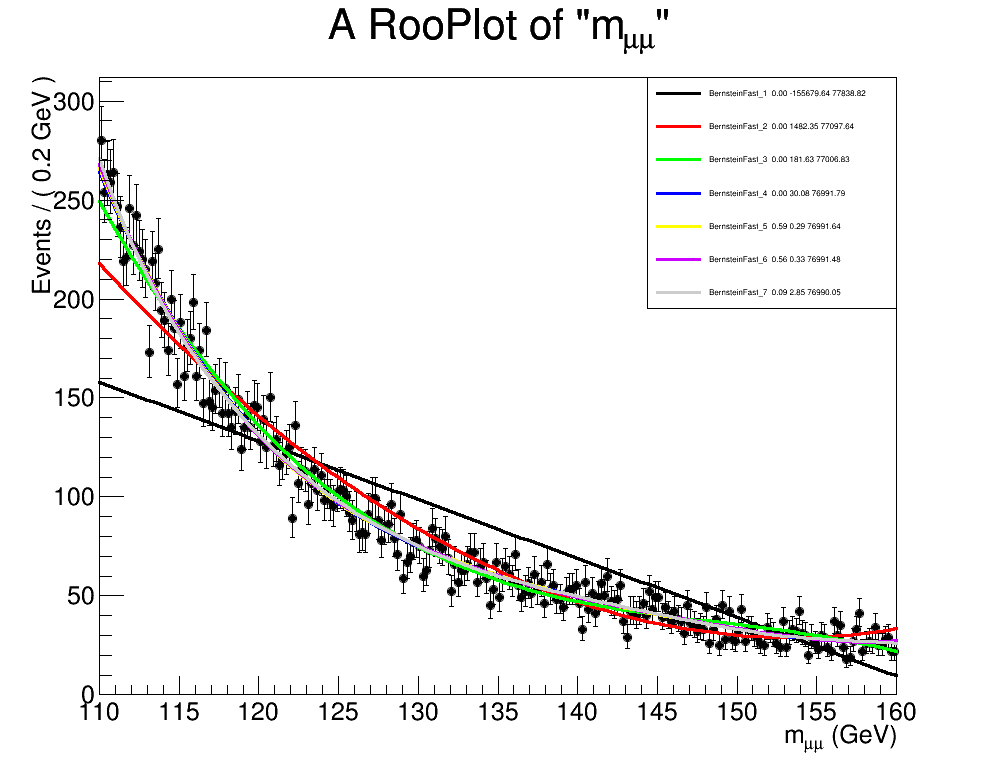 A RooPlot of "mμμ"
Events / ( 0.2 GeV )
300
250
200
150
100
50
0
BernsteinFast_1 0.00 -155679.64 77838.82
BernsteinFast_2 0.00 1482.35 77097.64
BernsteinFast_3 0.00 181.63 77006.83
BernsteinFast_4 0.00 30.08 76991.79
BernsteinFast_5 0.59 0.29 76991.64
BernsteinFast_6 0.56 0.33 76991.48
BernsteinFast_7 0.09 2.85 76990.05
110 115 120 125 130 135 140 145 150 155 160
mμμ (GeV)